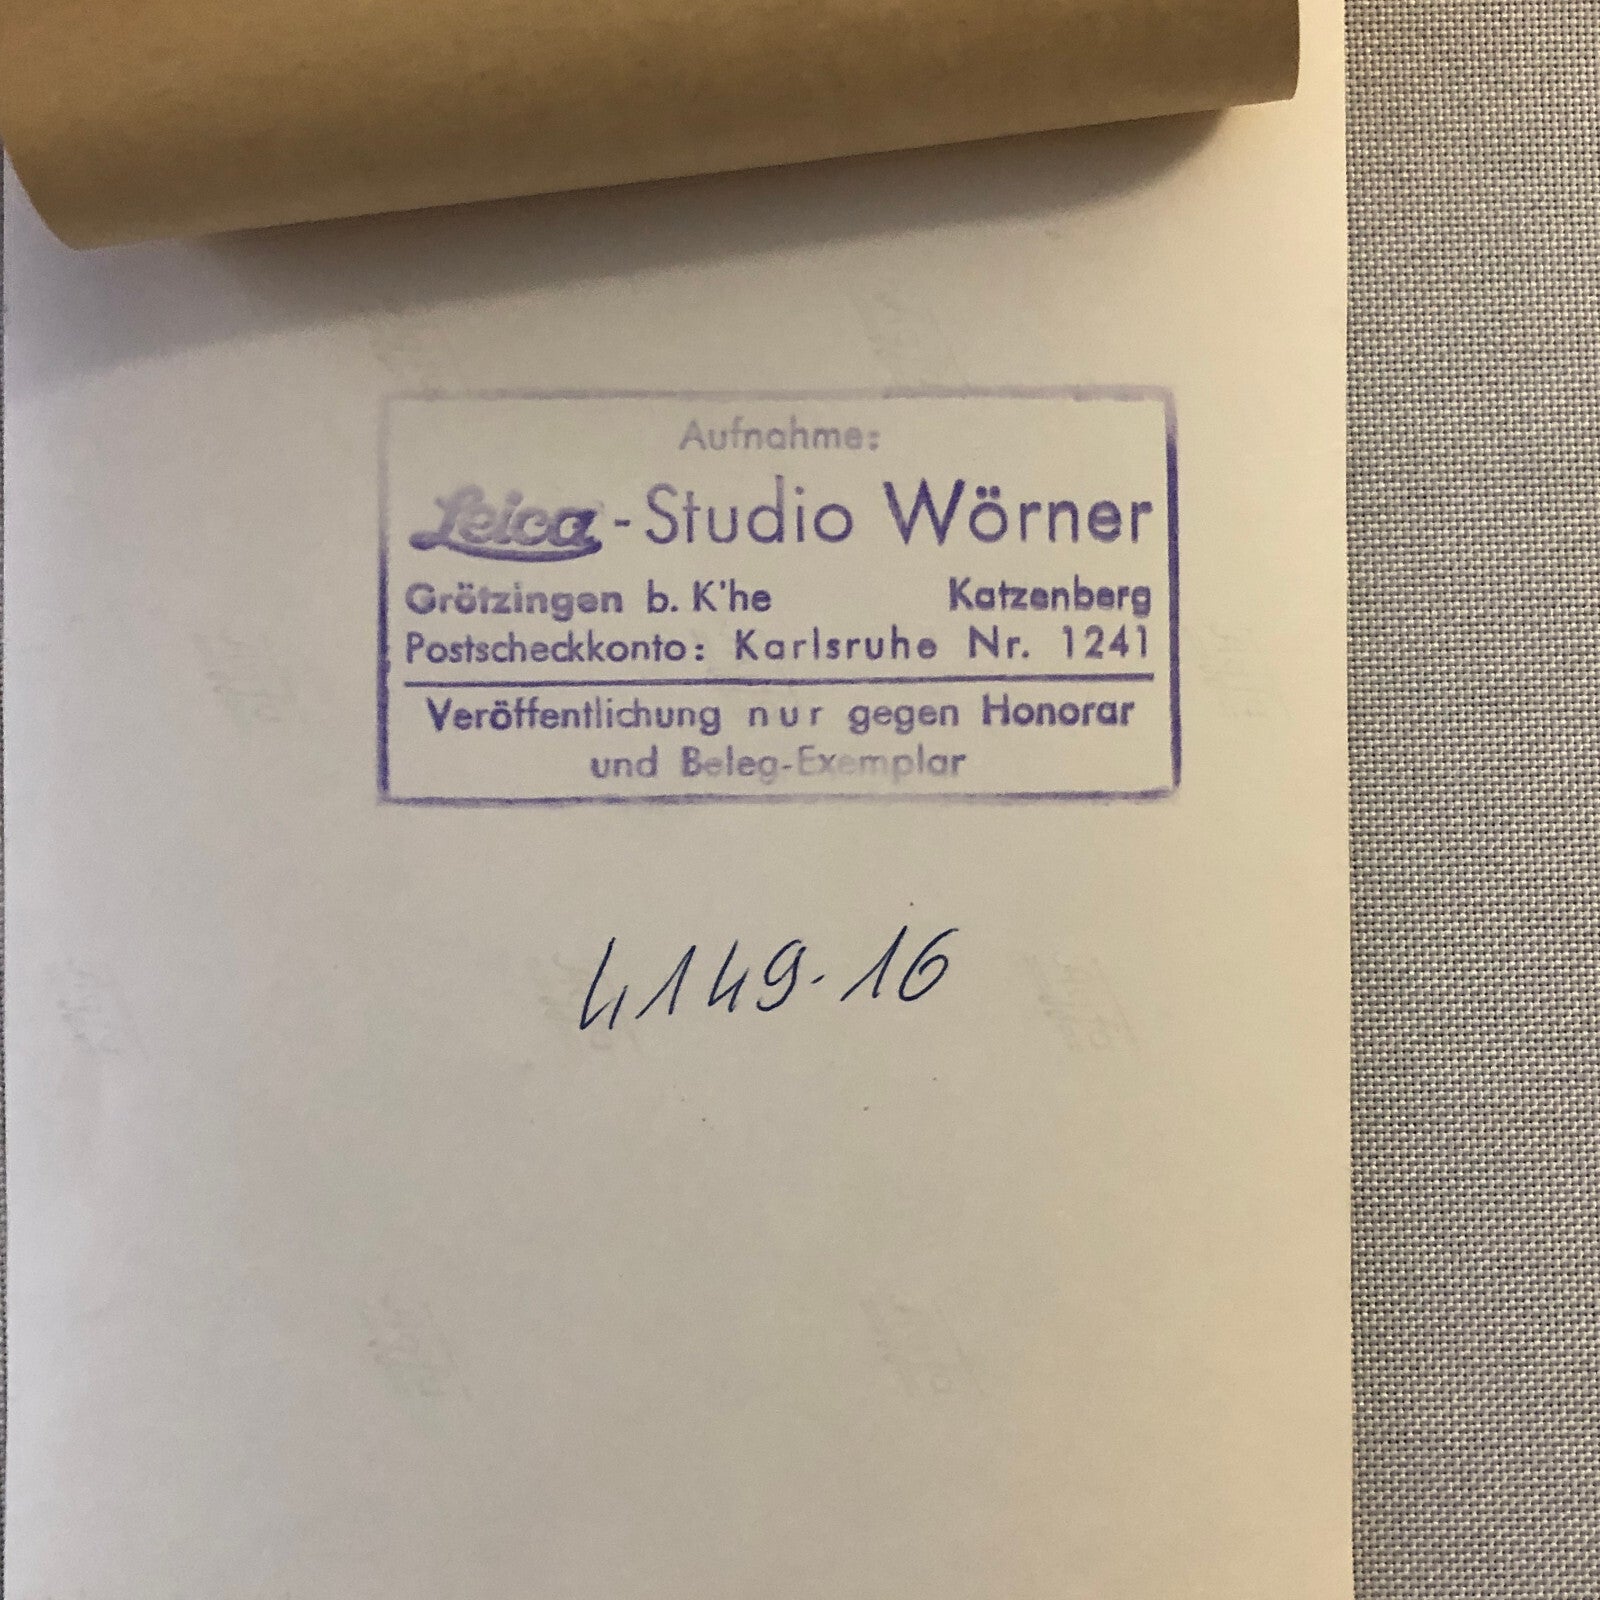 Aufnahme:
Leica - Studio Wörner
Grötzingen b. K'he Katzenberg
Postscheckkonto: Karlsruhe Nr. 1241
Veröffentlichung nur gegen Honorar
und Beleg-Exemplar
4149-16